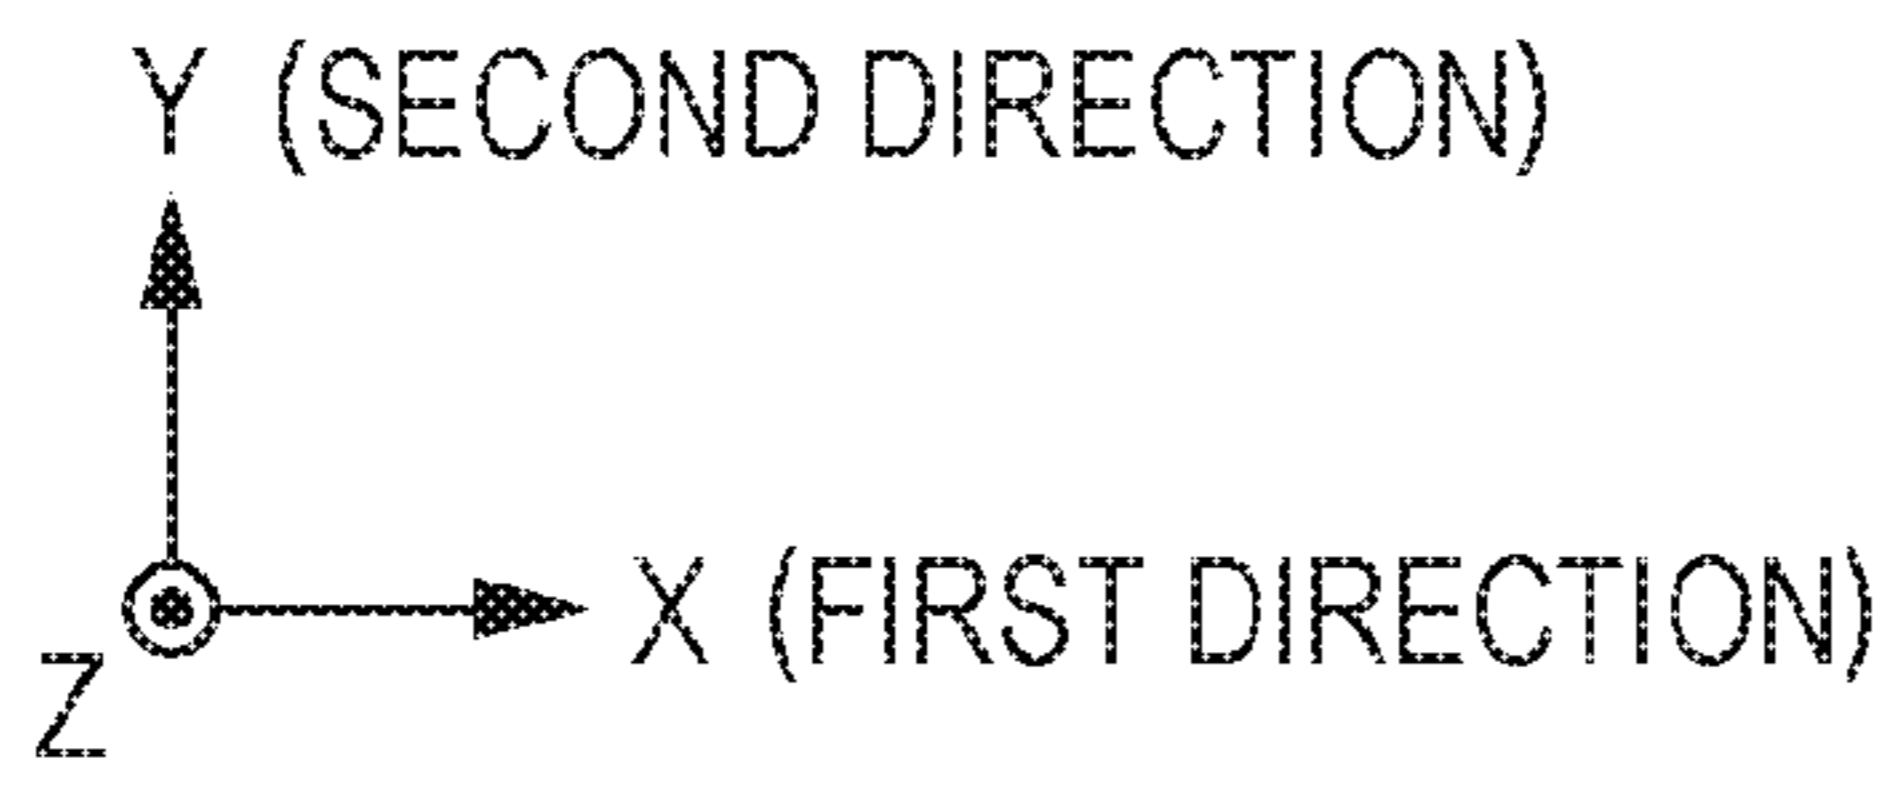 Y (SECOND DIRECTION)
X (FIRST DIRECTION)
Z